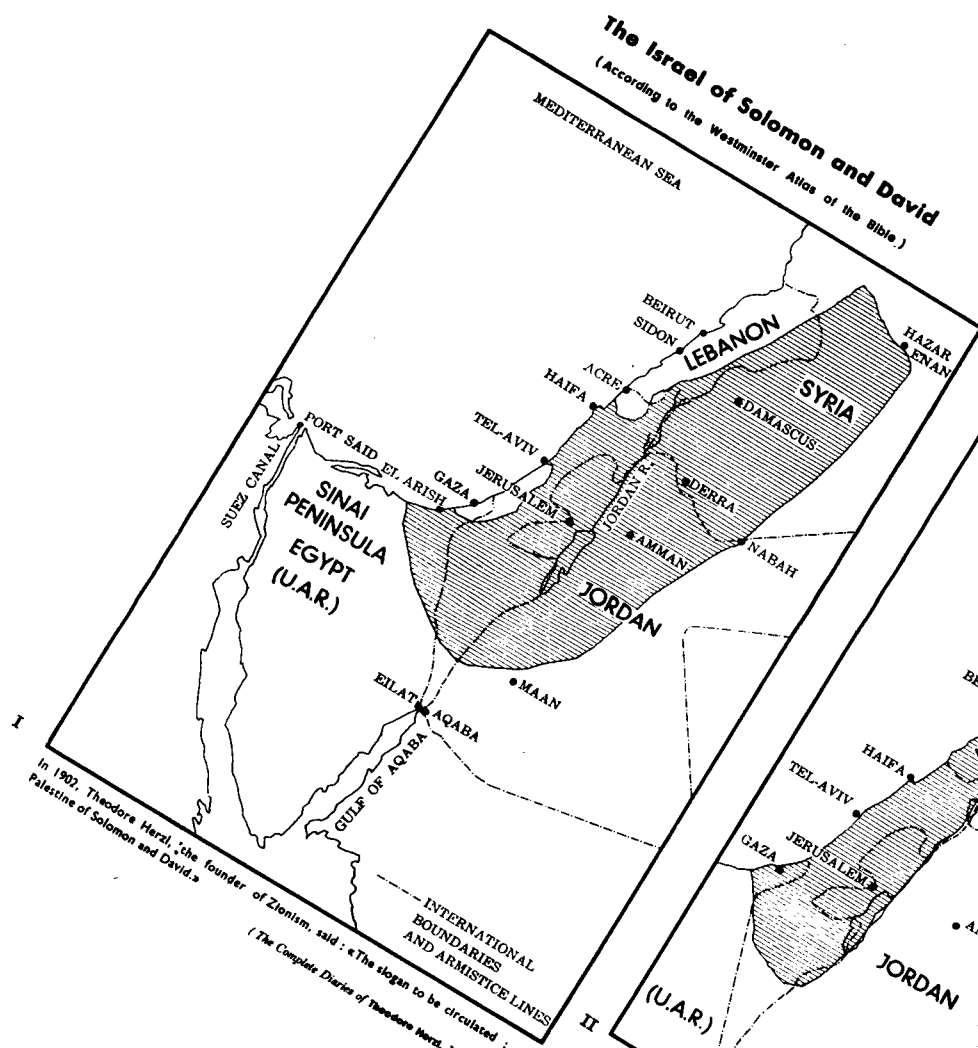 The Israel of Solomon and David
(According to the Westminster Atlas of the Bible.)
MEDITERRANEAN SEA
BEIRUT
SIDON
LEBANON
HAZAR
ENAN
ACRE
SYRIA
HAIFA
DAMASCUS
TEL-AVIV
PORT SAID
EL ARISH
GAZA
JERUSALEM
JORDAN R.
DERRA
SUEZ CANAL
SINAI
PENINSULA
EGYPT
(U.A.R.)
AMMAN
NABAH
JORDAN
EILAT
AQABA
MAAN
GULF OF AQABA
INTERNATIONAL
BOUNDARIES
AND ARMISTICE LINES
I
In 1902, Theodore Herzl, "the founder of Zionism, said : «The slogan to be circulated :
Palestine of Solomon and David.»
(The Complete Diaries of Theodore Herzl,
HAIFA
TEL-AVIV
GAZA
JERUSALEM
JORDAN
(U.A.R.)
II